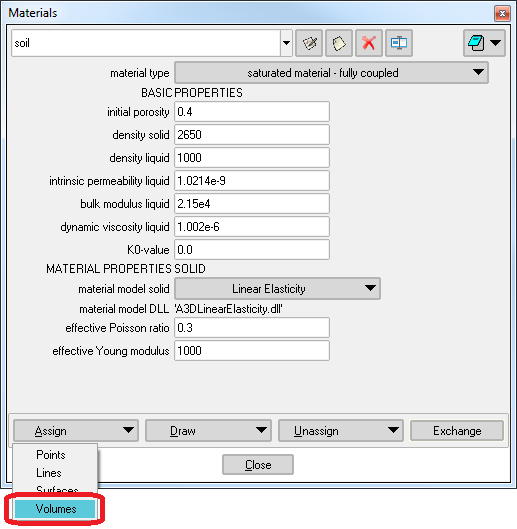 Materials
soil
material type saturated material - fully coupled
BASIC PROPERTIES
initial porosity 0.4
density solid 2650
density liquid 1000
intrinsic permeability liquid 1.0214e-9
bulk modulus liquid 2.15e4
dynamic viscosity liquid 1.002e-6
K0-value 0.0
MATERIAL PROPERTIES SOLID
material model solid Linear Elasticity
material model DLL 'A3DLinearElasticity.dll'
effective Poisson ratio 0.3
effective Young modulus 1000
Assign Draw Unassign Exchange
Points
Lines
Close
Surfaces
Volumes